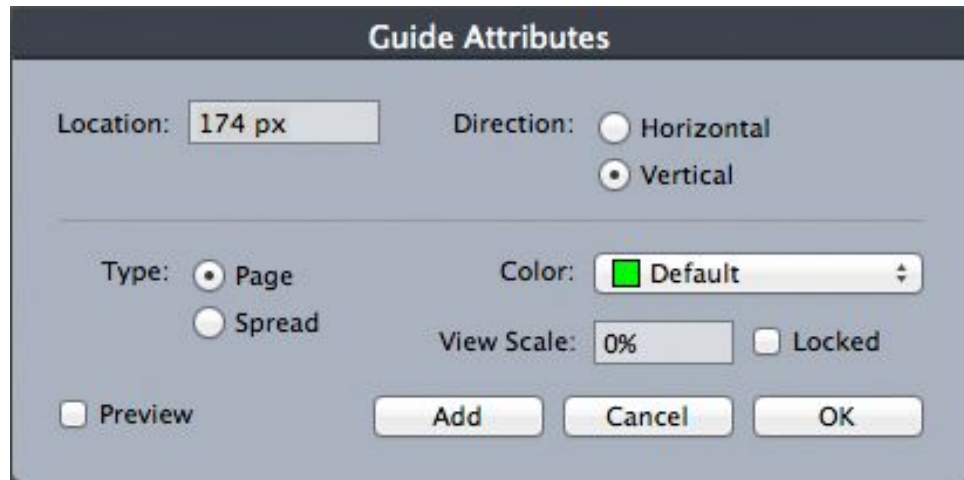 Guide Attributes
Location: 174 px Direction: Horizontal
Vertical
Type: Page Color: Default
Spread
View Scale: 0% Locked
Preview Add Cancel OK